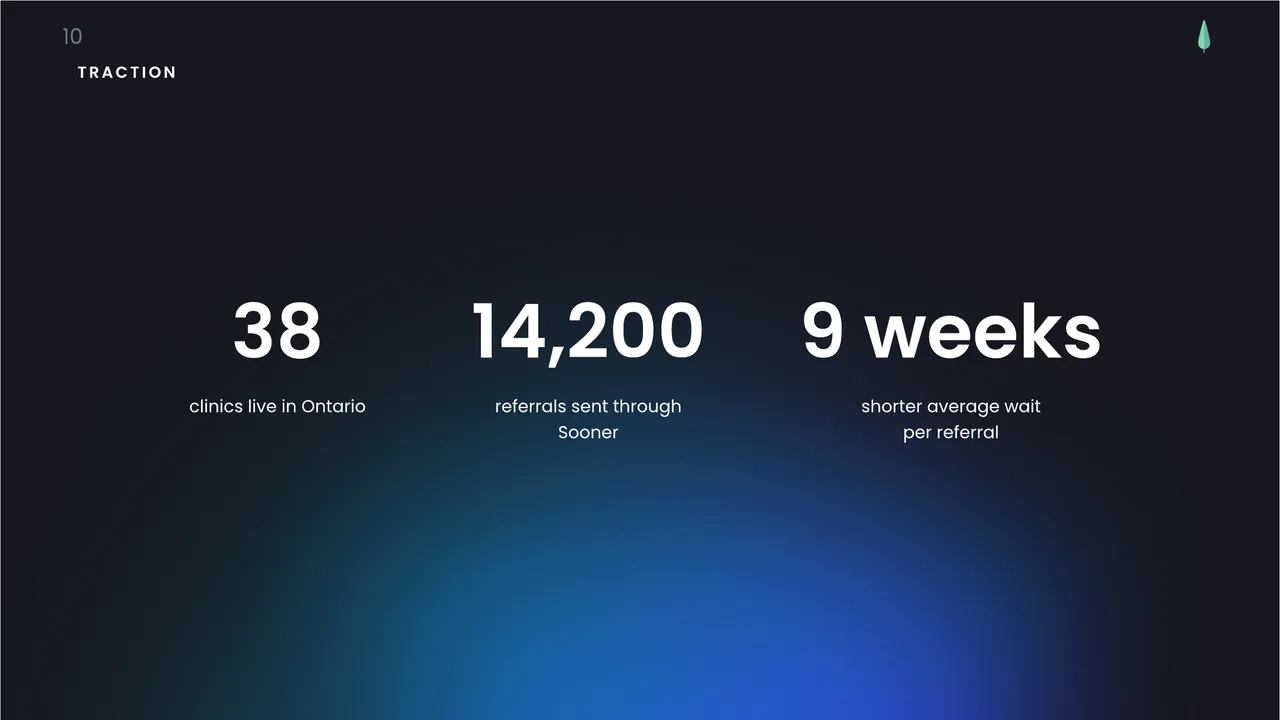 10
TRACTION
38
clinics live in Ontario
14,200
referrals sent through
Sooner
9 weeks
shorter average wait
per referral